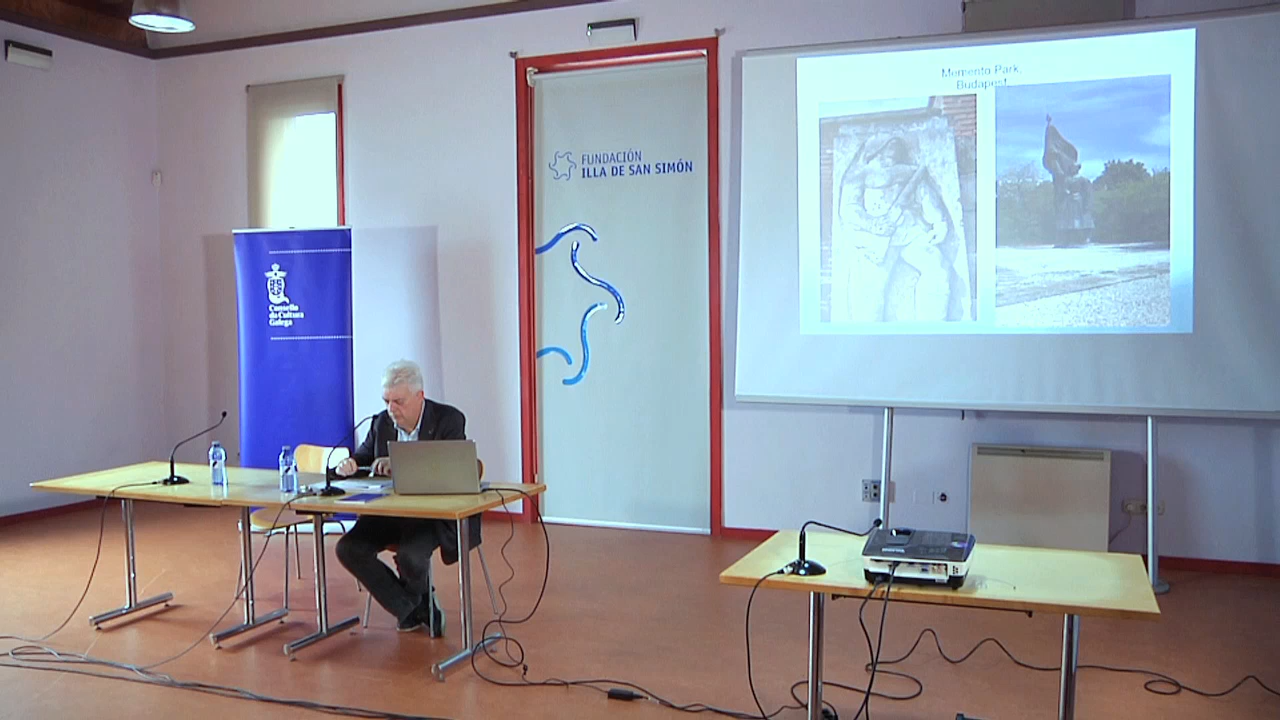 FUNDACIÓN
ILLA DE SAN SIMÓN
Consello
da Cultura
Galega
Memento Park,
Budapest